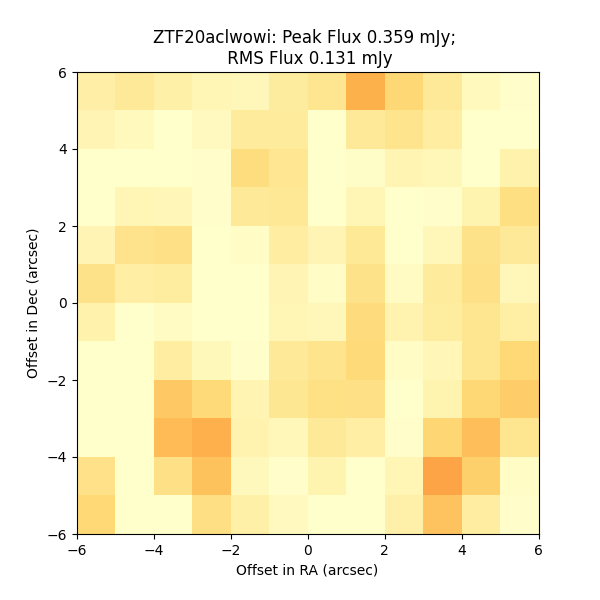 ZTF20aclwowi: Peak Flux 0.359 mJy;
RMS Flux 0.131 mJy
6
4
2
0
−2
−4
−6
Offset in Dec (arcsec)
−6 −4 −2 0 2 4 6
Offset in RA (arcsec)